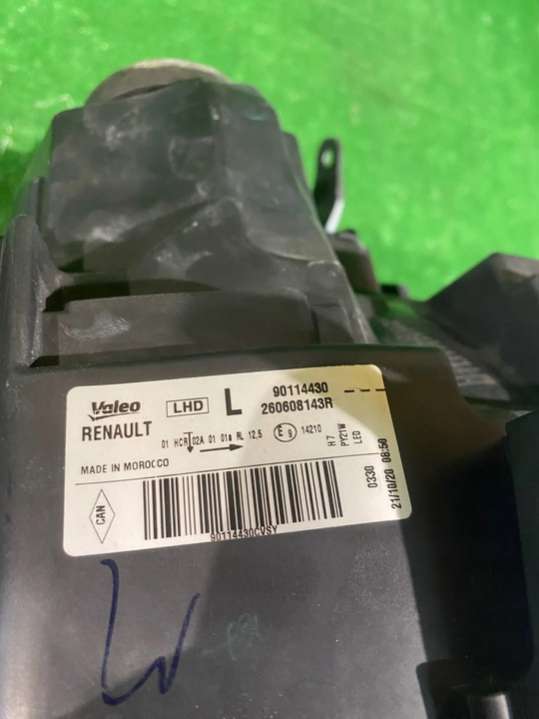 Valeo LHD L 90114430 ---
RENAULT 260608143R
01 HCR 02A 01 01a RL 12.5 E9 14210
H7
PY21W
LED
MADE IN MOROCCO
CAN
90114430CVSY
0330
21/10/20 08:50